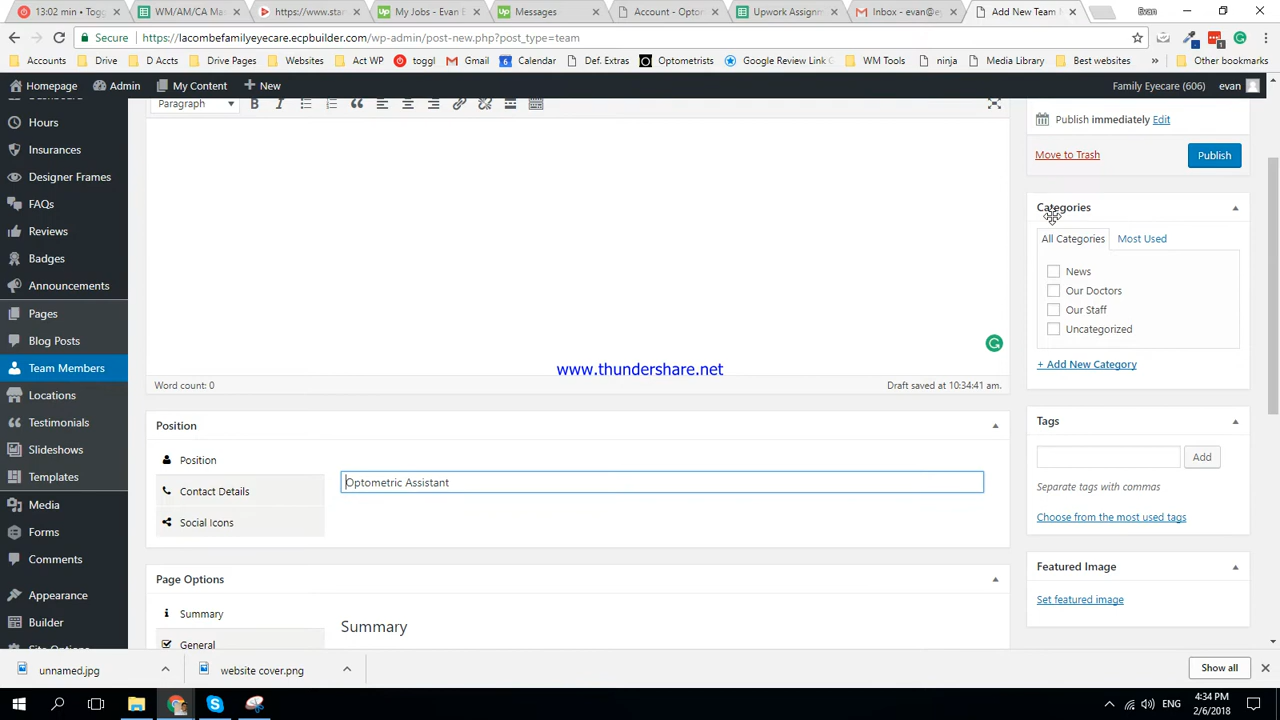 13:02 min • Togg
WM/AM/CA Ma
https://www.star
My Jobs - Evan E
Messages
Account - Optor
Upwork Assignm
Inbox - evan@ey
Add New Team M
Evan
Secure
https://lacombefamilyeyecare.ecpbuilder.com/wp-admin/post-new.php?post_type=team
Accounts
Drive
D Accts
Drive Pages
Websites
Act WP
toggl
Gmail
Calendar
Def. Extras
Optometrists
Google Review Link G
WM Tools
ninja
Media Library
Best websites
Other bookmarks
Homepage
Admin
My Content
New
Family Eyecare (606)
evan
Hours
Insurances
Designer Frames
FAQs
Reviews
Badges
Announcements
Pages
Blog Posts
Team Members
Locations
Testimonials
Slideshows
Templates
Media
Forms
Comments
Appearance
Builder
Paragraph
www.thundershare.net
Word count: 0
Draft saved at 10:34:41 am.
Position
Position
Contact Details
Social Icons
Optometric Assistant
Page Options
Summary
General
Summary
Publish immediately Edit
Move to Trash
Publish
Categories
All Categories
Most Used
News
Our Doctors
Our Staff
Uncategorized
+ Add New Category
Tags
Add
Separate tags with commas
Choose from the most used tags
Featured Image
Set featured image
unnamed.jpg
website cover.png
Show all
ENG
4:34 PM
2/6/2018